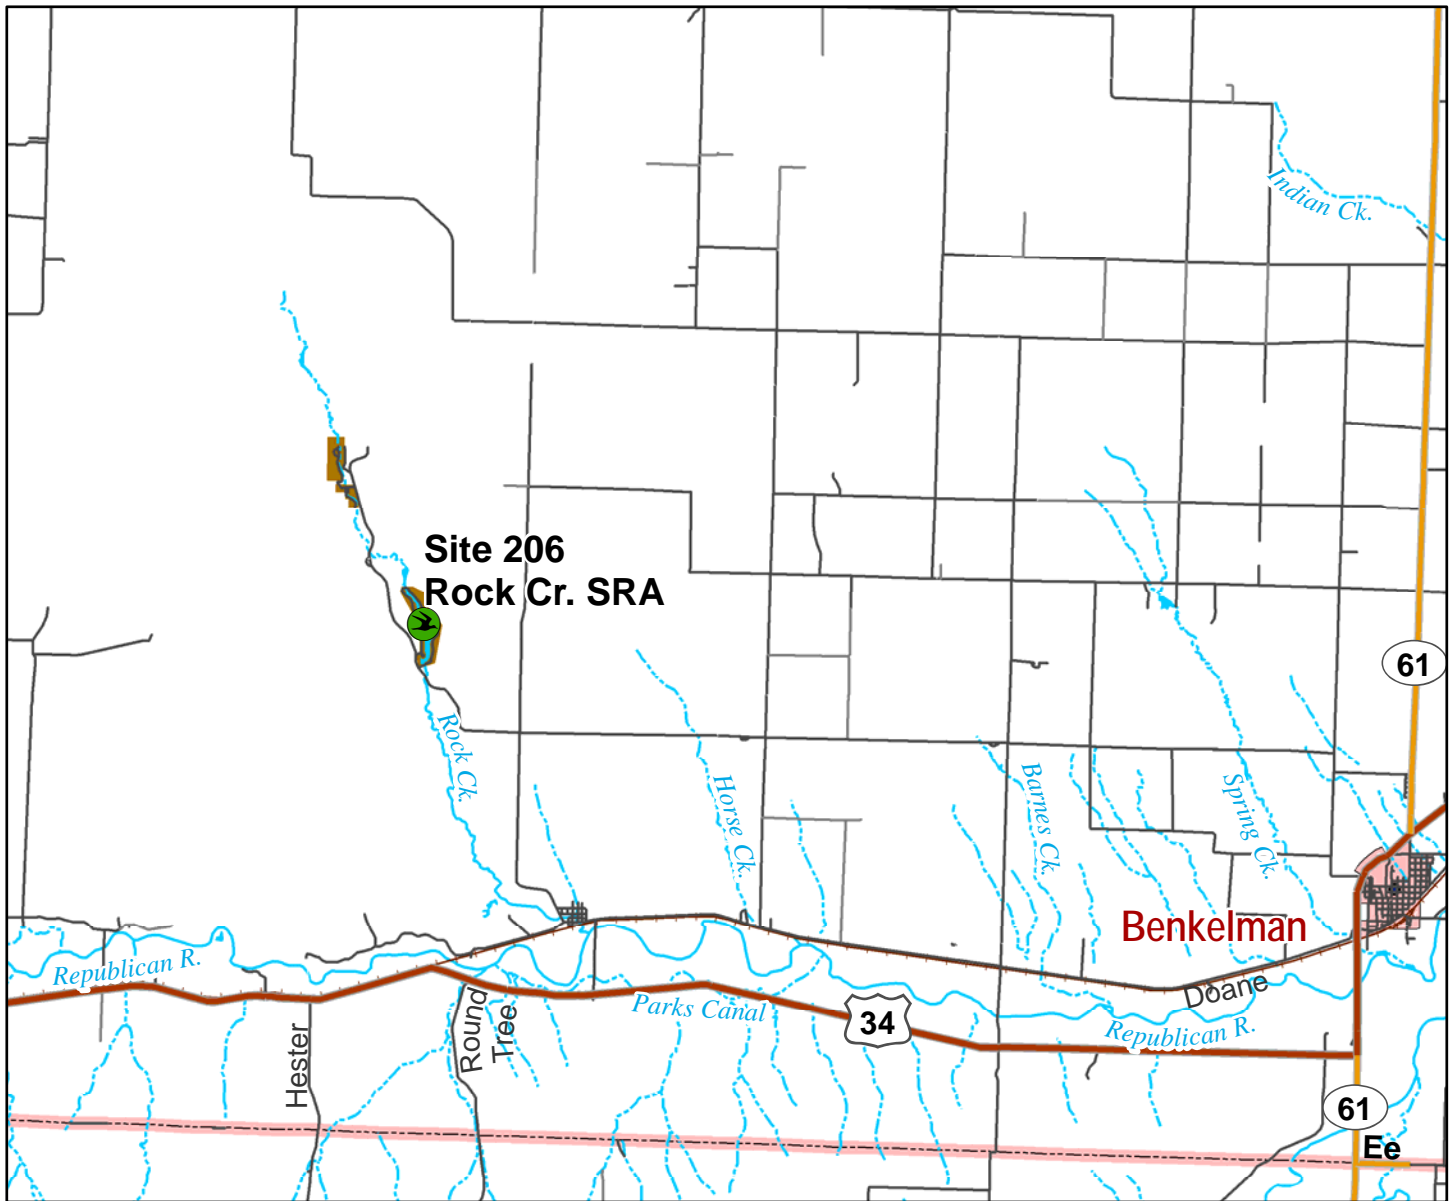 Indian Ck.
Site 206
Rock Cr. SRA
61
Rock Ck.
Horse Ck.
Barnes Ck.
Spring Ck.
Benkelman
Republican R.
Doane
Parks Canal
34
Republican R.
Round
Tree
Hester
61
Ee